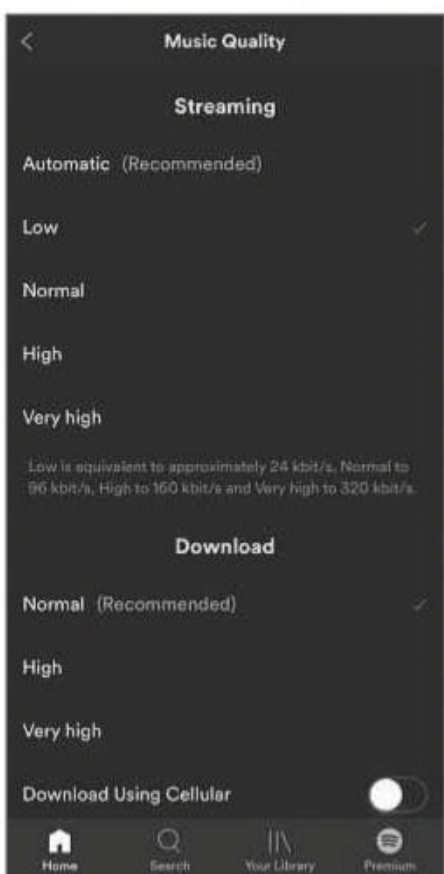 Music Quality
Streaming
Automatic (Recommended)
Low
Normal
High
Very high
Low is equivalent to approximately 24 kbit/s, Normal to
96 kbit/s, High to 160 kbit/s and Very high to 320 kbit/s.
Download
Normal (Recommended)
High
Very high
Download Using Cellular
Home Search Your Library Premium